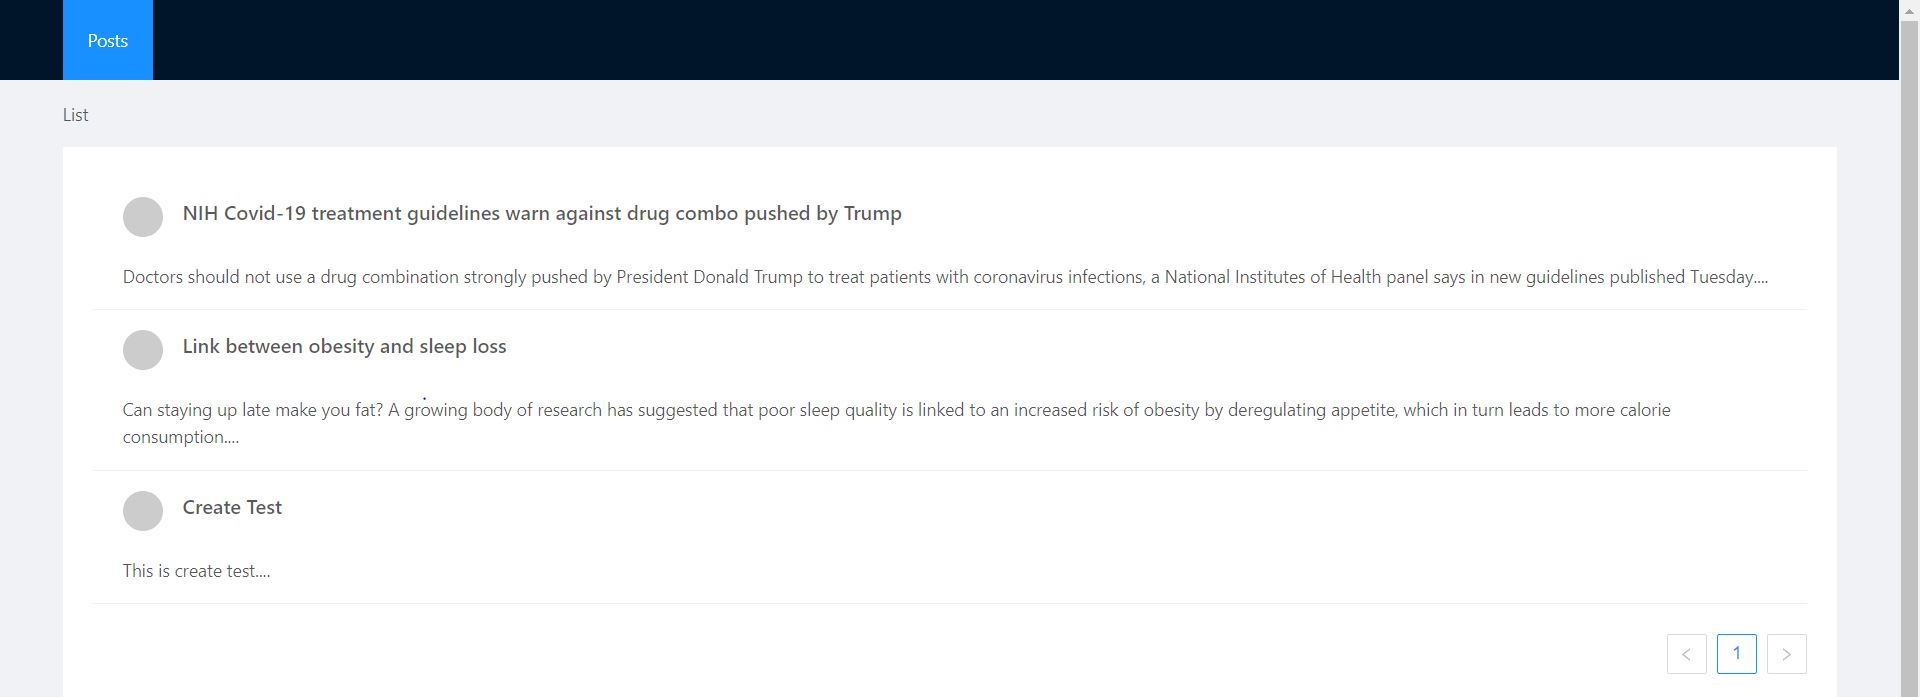 Posts
List
NIH Covid-19 treatment guidelines warn against drug combo pushed by Trump
Doctors should not use a drug combination strongly pushed by President Donald Trump to treat patients with coronavirus infections, a National Institutes of Health panel says in new guidelines published Tuesday....
Link between obesity and sleep loss
Can staying up late make you fat? A growing body of research has suggested that poor sleep quality is linked to an increased risk of obesity by deregulating appetite, which in turn leads to more calorie
consumption....
Create Test
This is create test....
< 1 >